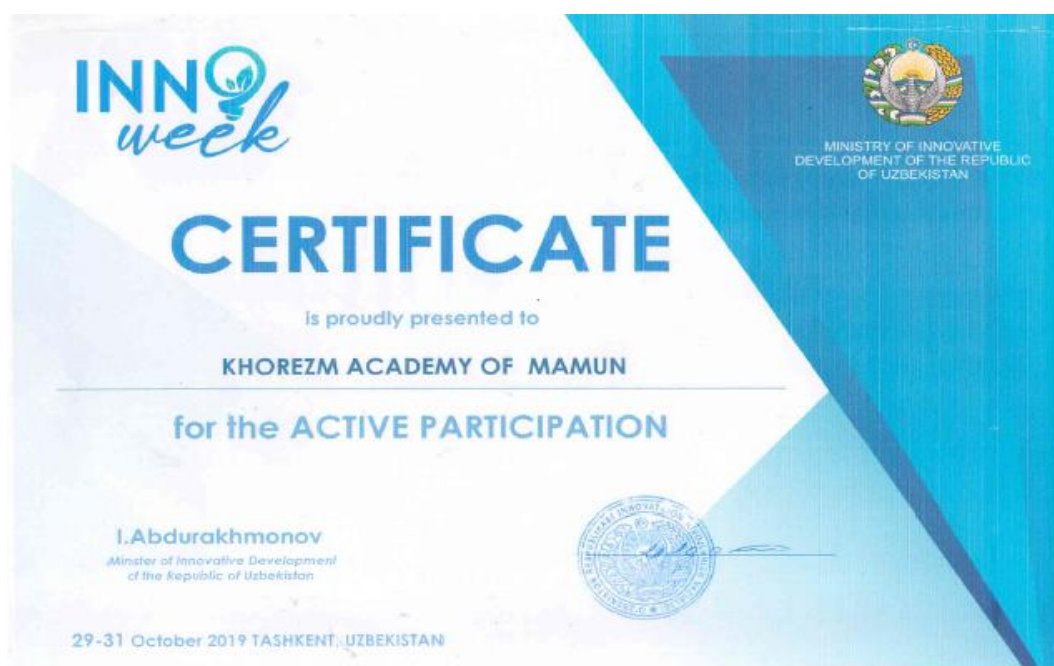 INNO
week
MINISTRY OF INNOVATIVE
DEVELOPMENT OF THE REPUBLIC
OF UZBEKISTAN
CERTIFICATE
is proudly presented to
KHOREZM ACADEMY OF MAMUN
for the ACTIVE PARTICIPATION
I.Abdurakhmonov
Minster of Innovative Development
of the Republic of Uzbekistan
29-31 October 2019 TASHKENT, UZBEKISTAN